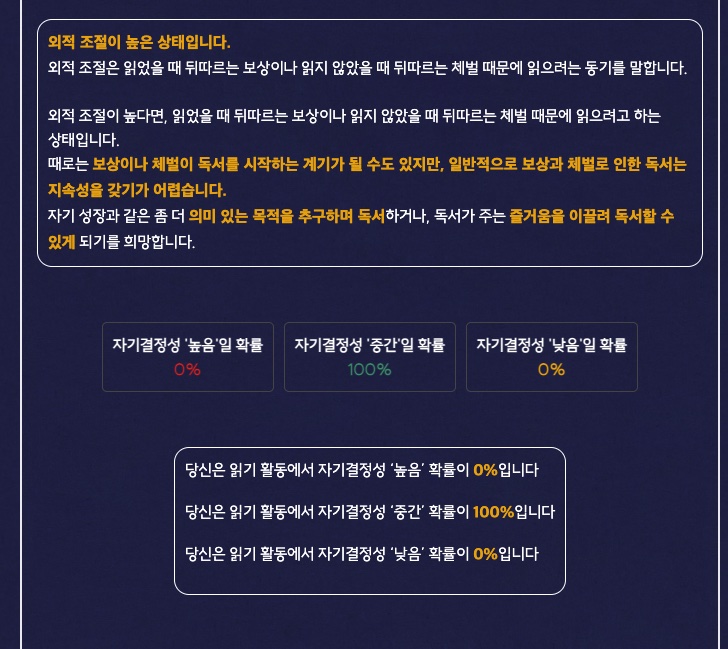 외적 조절이 높은 상태입니다.
외적 조절은 읽었을 때 뒤따르는 보상이나 읽지 않았을 때 뒤따르는 체벌 때문에 읽으려는 동기를 말합니다.
외적 조절이 높다면, 읽었을 때 뒤따르는 보상이나 읽지 않았을 때 뒤따르는 체벌 때문에 읽으려고 하는
상태입니다.
때로는 보상이나 체벌이 독서를 시작하는 계기가 될 수도 있지만, 일반적으로 보상과 체벌로 인한 독서는
지속성을 갖기가 어렵습니다.
자기 성장과 같은 좀 더 의미 있는 목적을 추구하며 독서하거나, 독서가 주는 즐거움을 이끌려 독서할 수
있게 되기를 희망합니다.
자기결정성 '높음'일 확률
0%
자기결정성 '중간'일 확률
100%
자기결정성 '낮음'일 확률
0%
당신은 읽기 활동에서 자기결정성 '높음' 확률이 0%입니다
당신은 읽기 활동에서 자기결정성 '중간' 확률이 100%입니다
당신은 읽기 활동에서 자기결정성 '낮음' 확률이 0%입니다